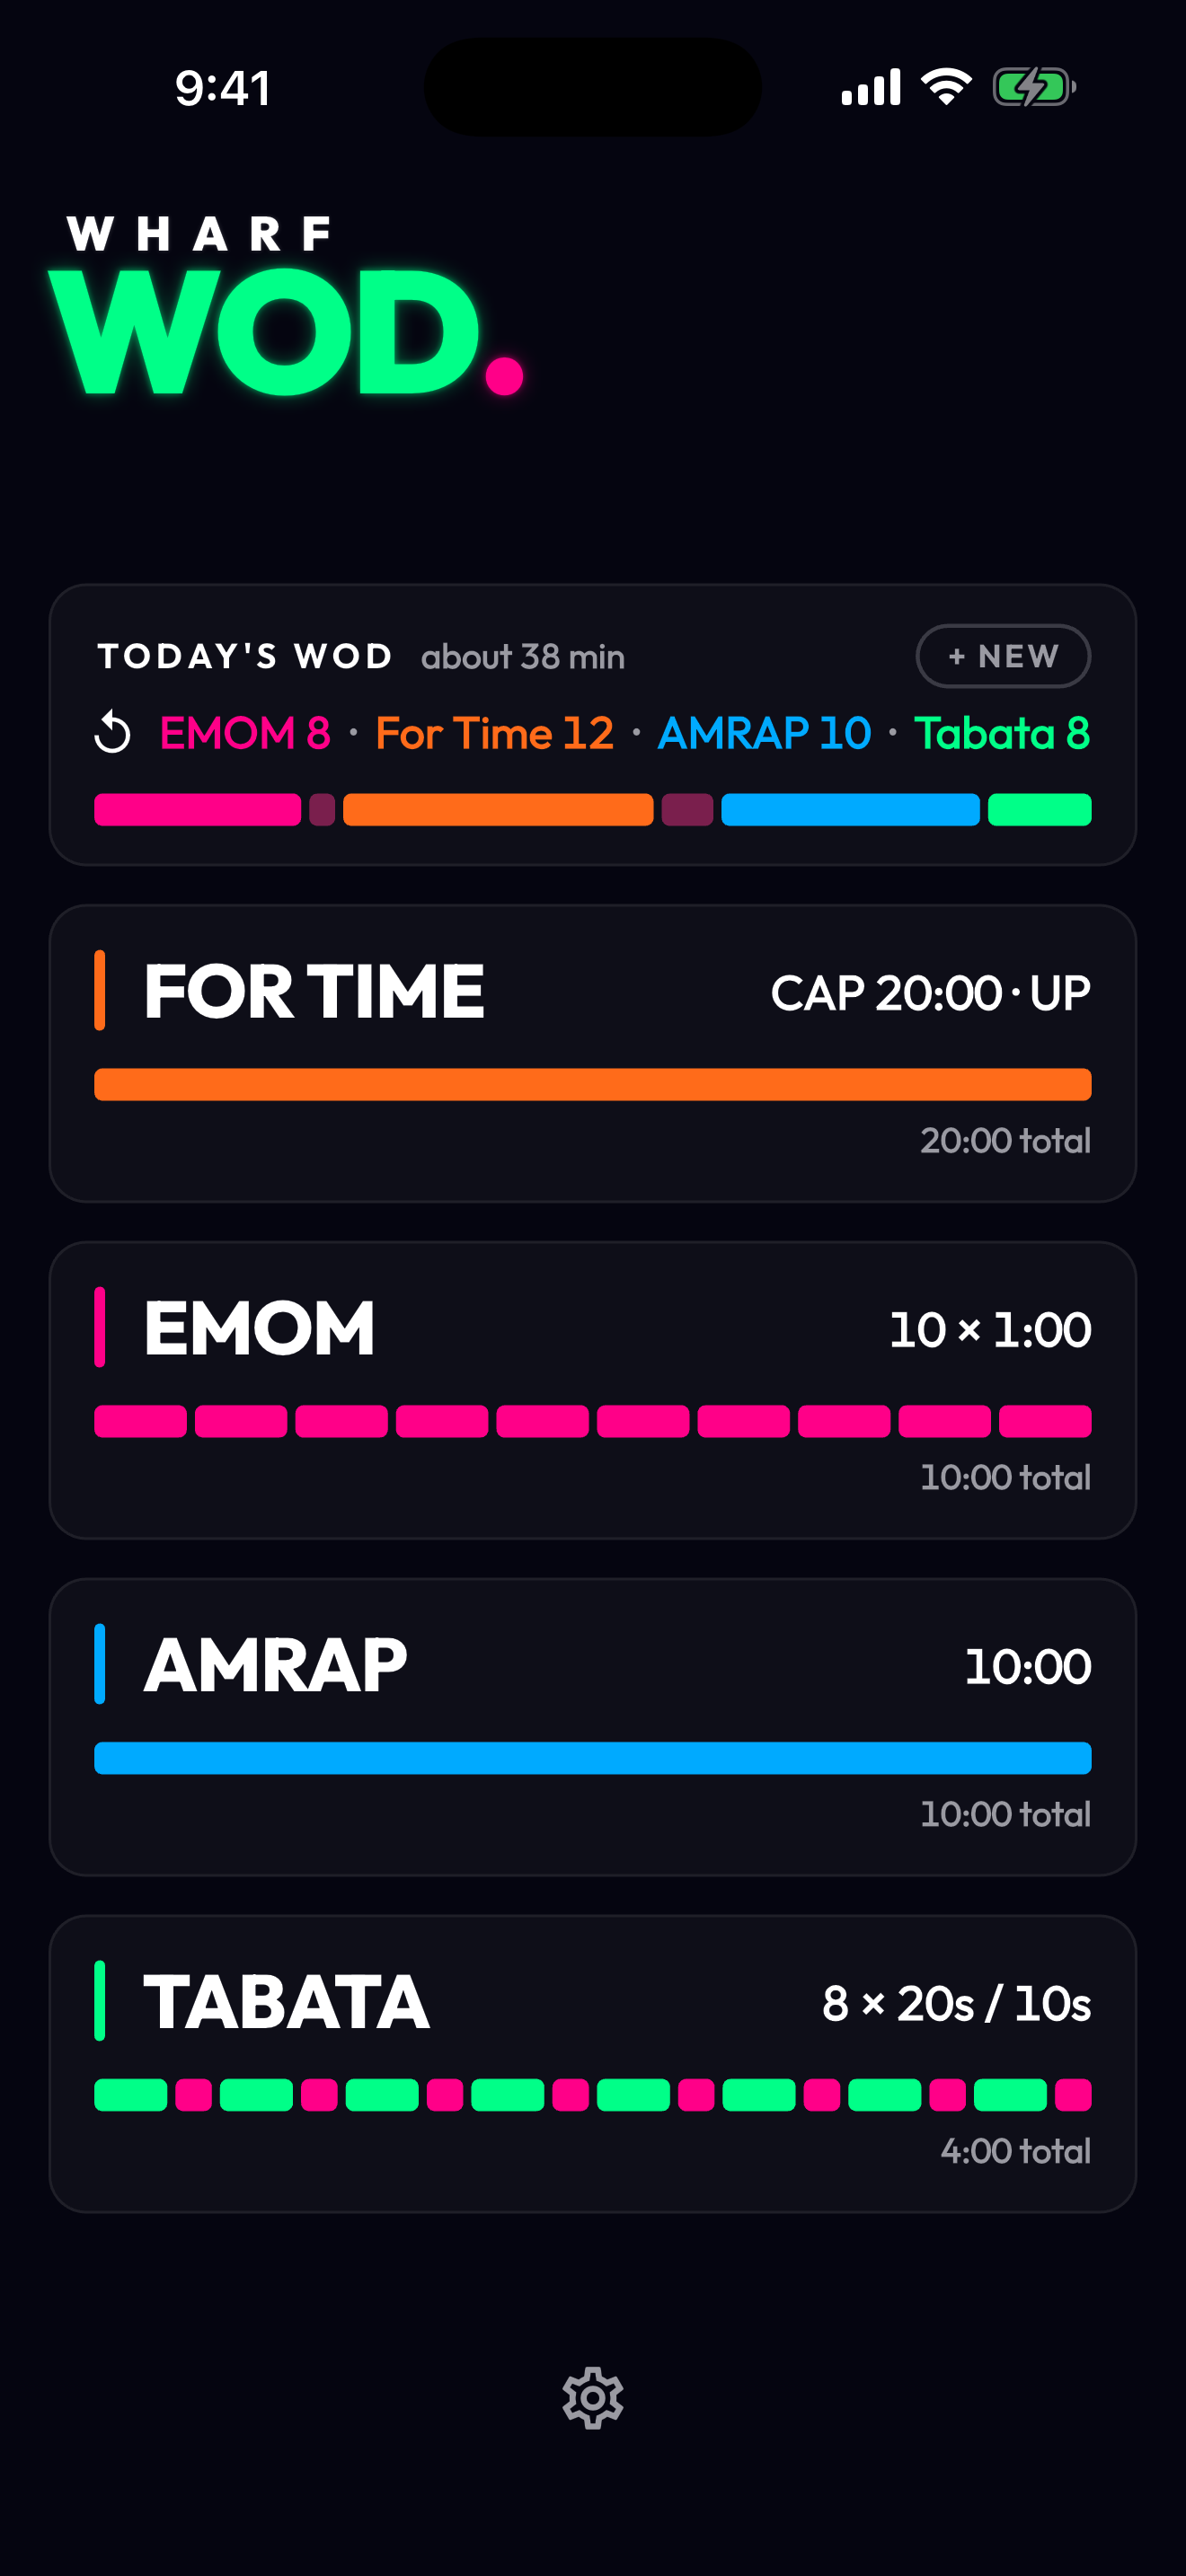 9:41
WHARF
WOD.
TODAY'S WOD about 38 min + NEW
EMOM 8 · For Time 12 · AMRAP 10 · Tabata 8
FOR TIME CAP 20:00 · UP
20:00 total
EMOM 10 × 1:00
10:00 total
AMRAP 10:00
10:00 total
TABATA 8 × 20s / 10s
4:00 total